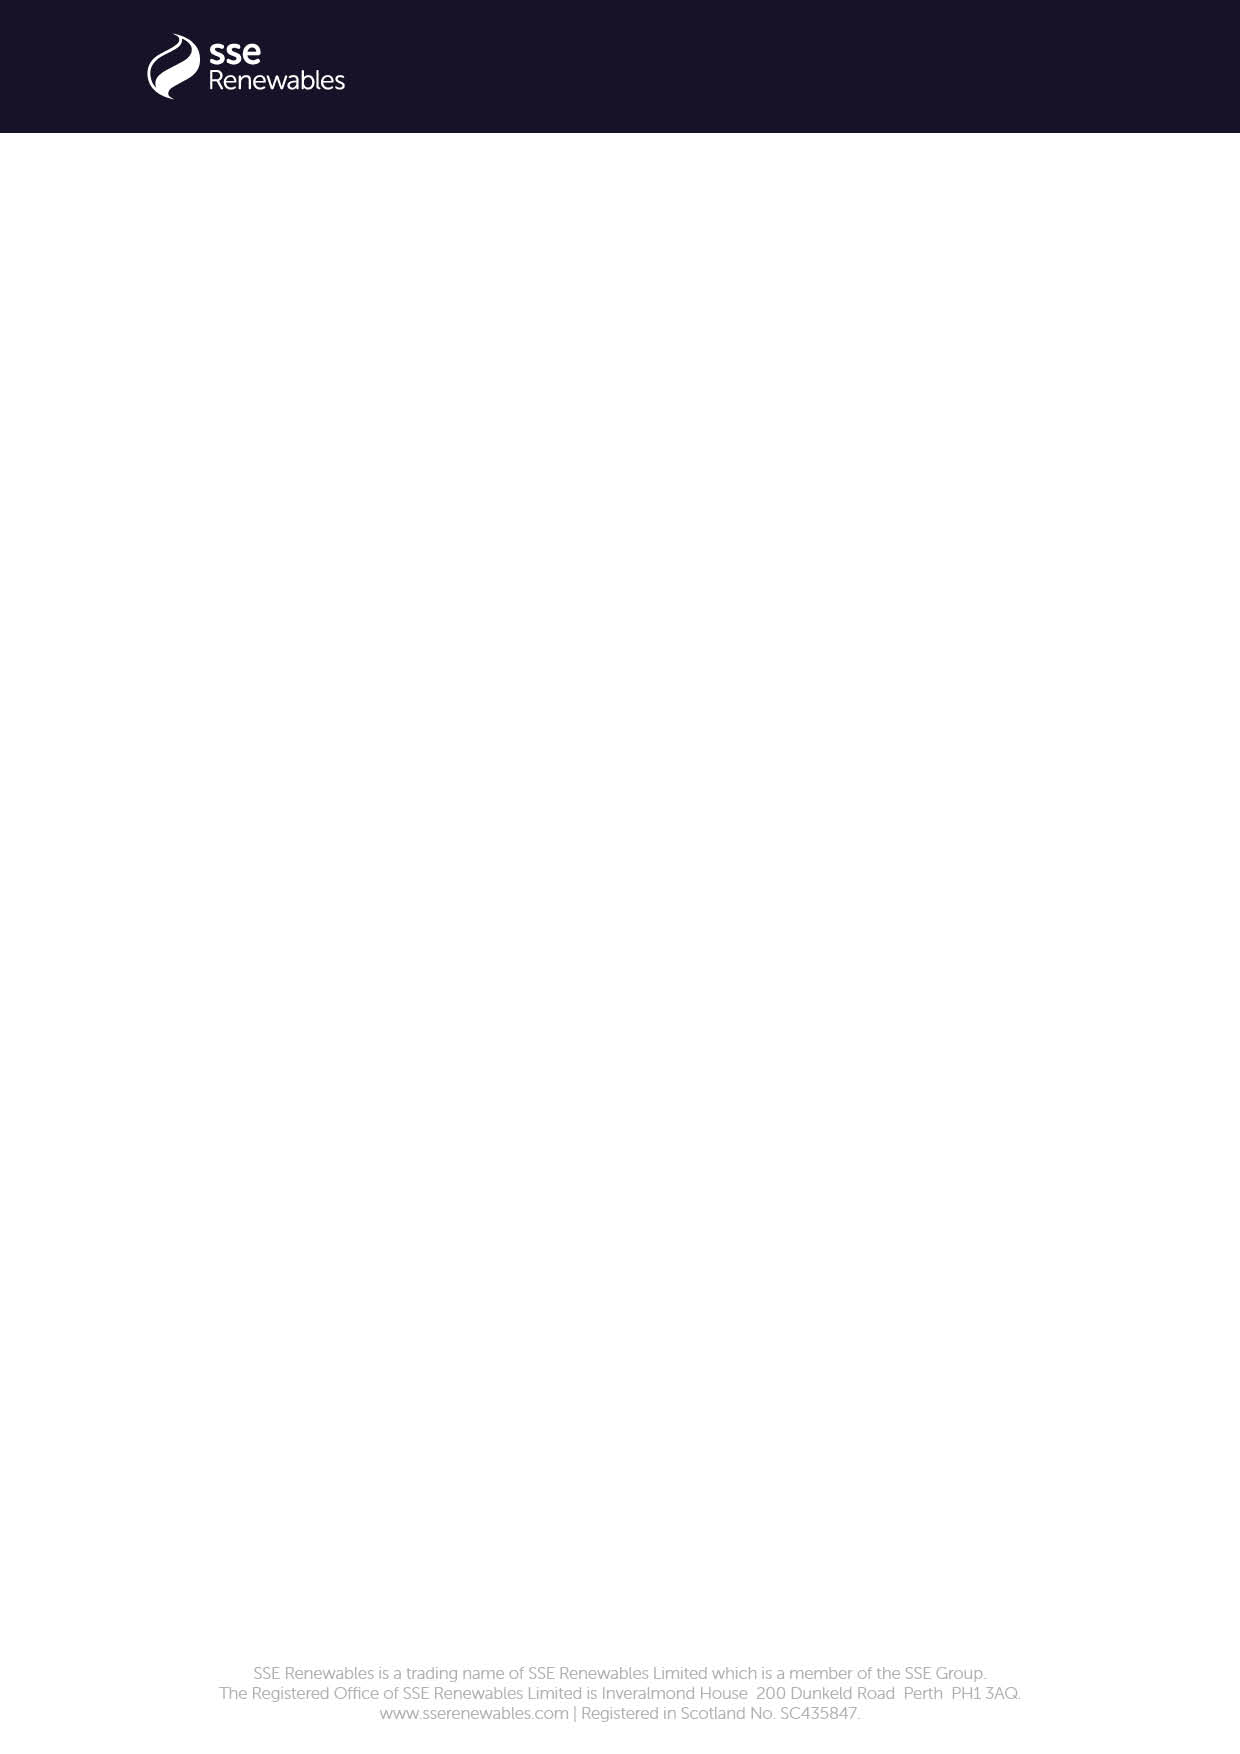 sse
Renewables
SSE Renewables is a trading name of SSE Renewables Limited which is a member of the SSE Group.
The Registered Office of SSE Renewables Limited is Inveralmond House  200 Dunkeld Road  Perth  PH1 3AQ.
www.sserenewables.com | Registered in Scotland No. SC435847.